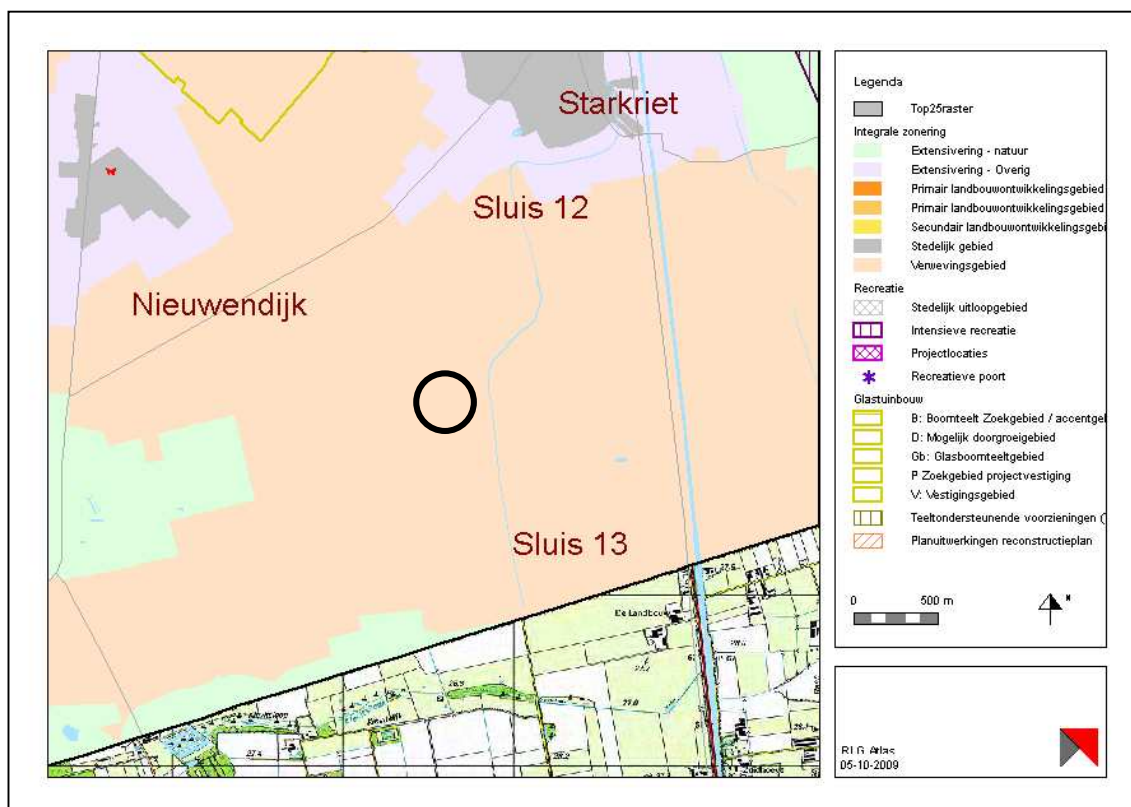 Starkriet
Sluis 12
Nieuwendijk
Sluis 13
De Landbouw
Legenda
Top25raster
Integrale zonering
Extensivering - natuur
Extensivering - Overig
Primair landbouwontwikkelingsgebied
Primair landbouwontwikkelingsgebied
Secundair landbouwontwikkelingsgebi
Stedelijk gebied
Verwevingsgebied
Recreatie
Stedelijk uitloopgebied
Intensieve recreatie
Projectlocaties
Recreatieve poort
Glastuinbouw
B: Boomteelt Zoekgebied / accentgel
D: Mogelijk doorgroeigebied
Gb: Glasboomteeltgebied
P Zoekgebied projectvestiging
V: Vestigingsgebied
Teeltondersteunende voorzieningen (
Planuitwerkingen reconstructieplan
0 500 m
Atlas
05-10-2009